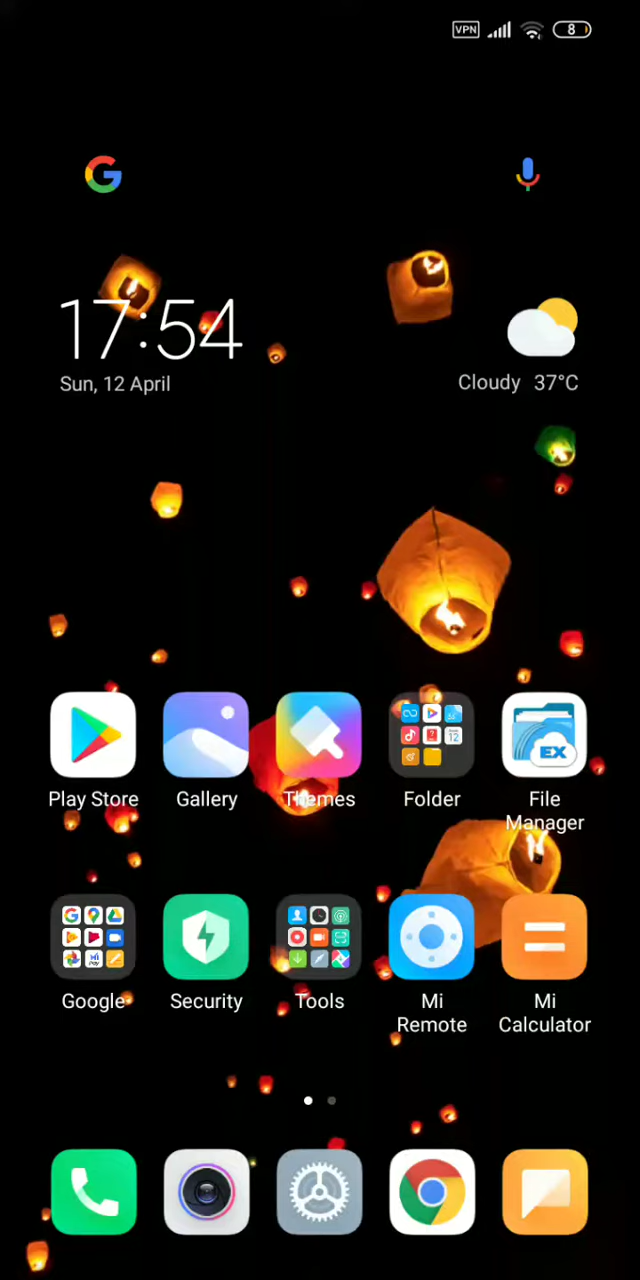 VPN 8
17:54
Sun, 12 April
Cloudy 37°C
EX
Play Store
Gallery
Themes
Folder
File
Manager
Google
Security
Tools
Mi
Remote
Mi
Calculator